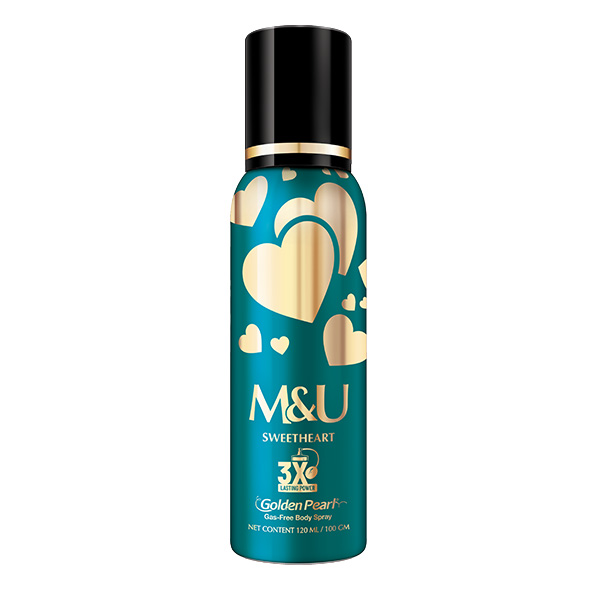 M&U
SWEETHEART
3X
LASTING POWER
Golden Pearl
Gas-Free Body Spray
NET CONTENT 120 ML / 100 GM